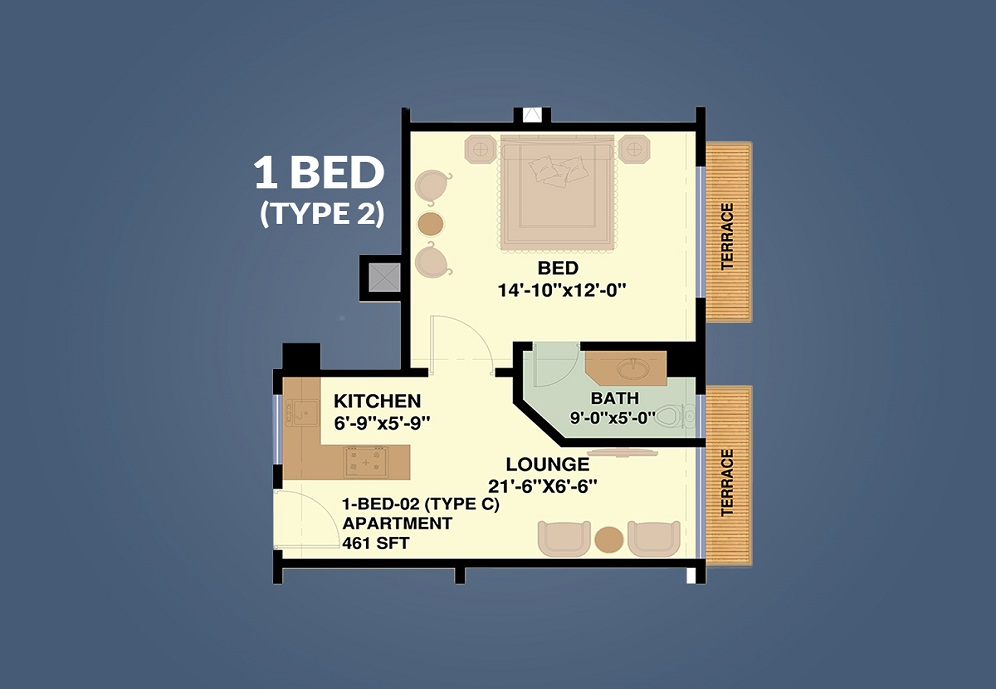 1 BED
(TYPE 2)
TERRACE
BED
14'-10"x12'-0"
KITCHEN
6'-9"x5'-9"
BATH
9'-0"x5'-0"
LOUNGE
21'-6"X6'-6"
TERRACE
1-BED-02 (TYPE C)
APARTMENT
461 SFT